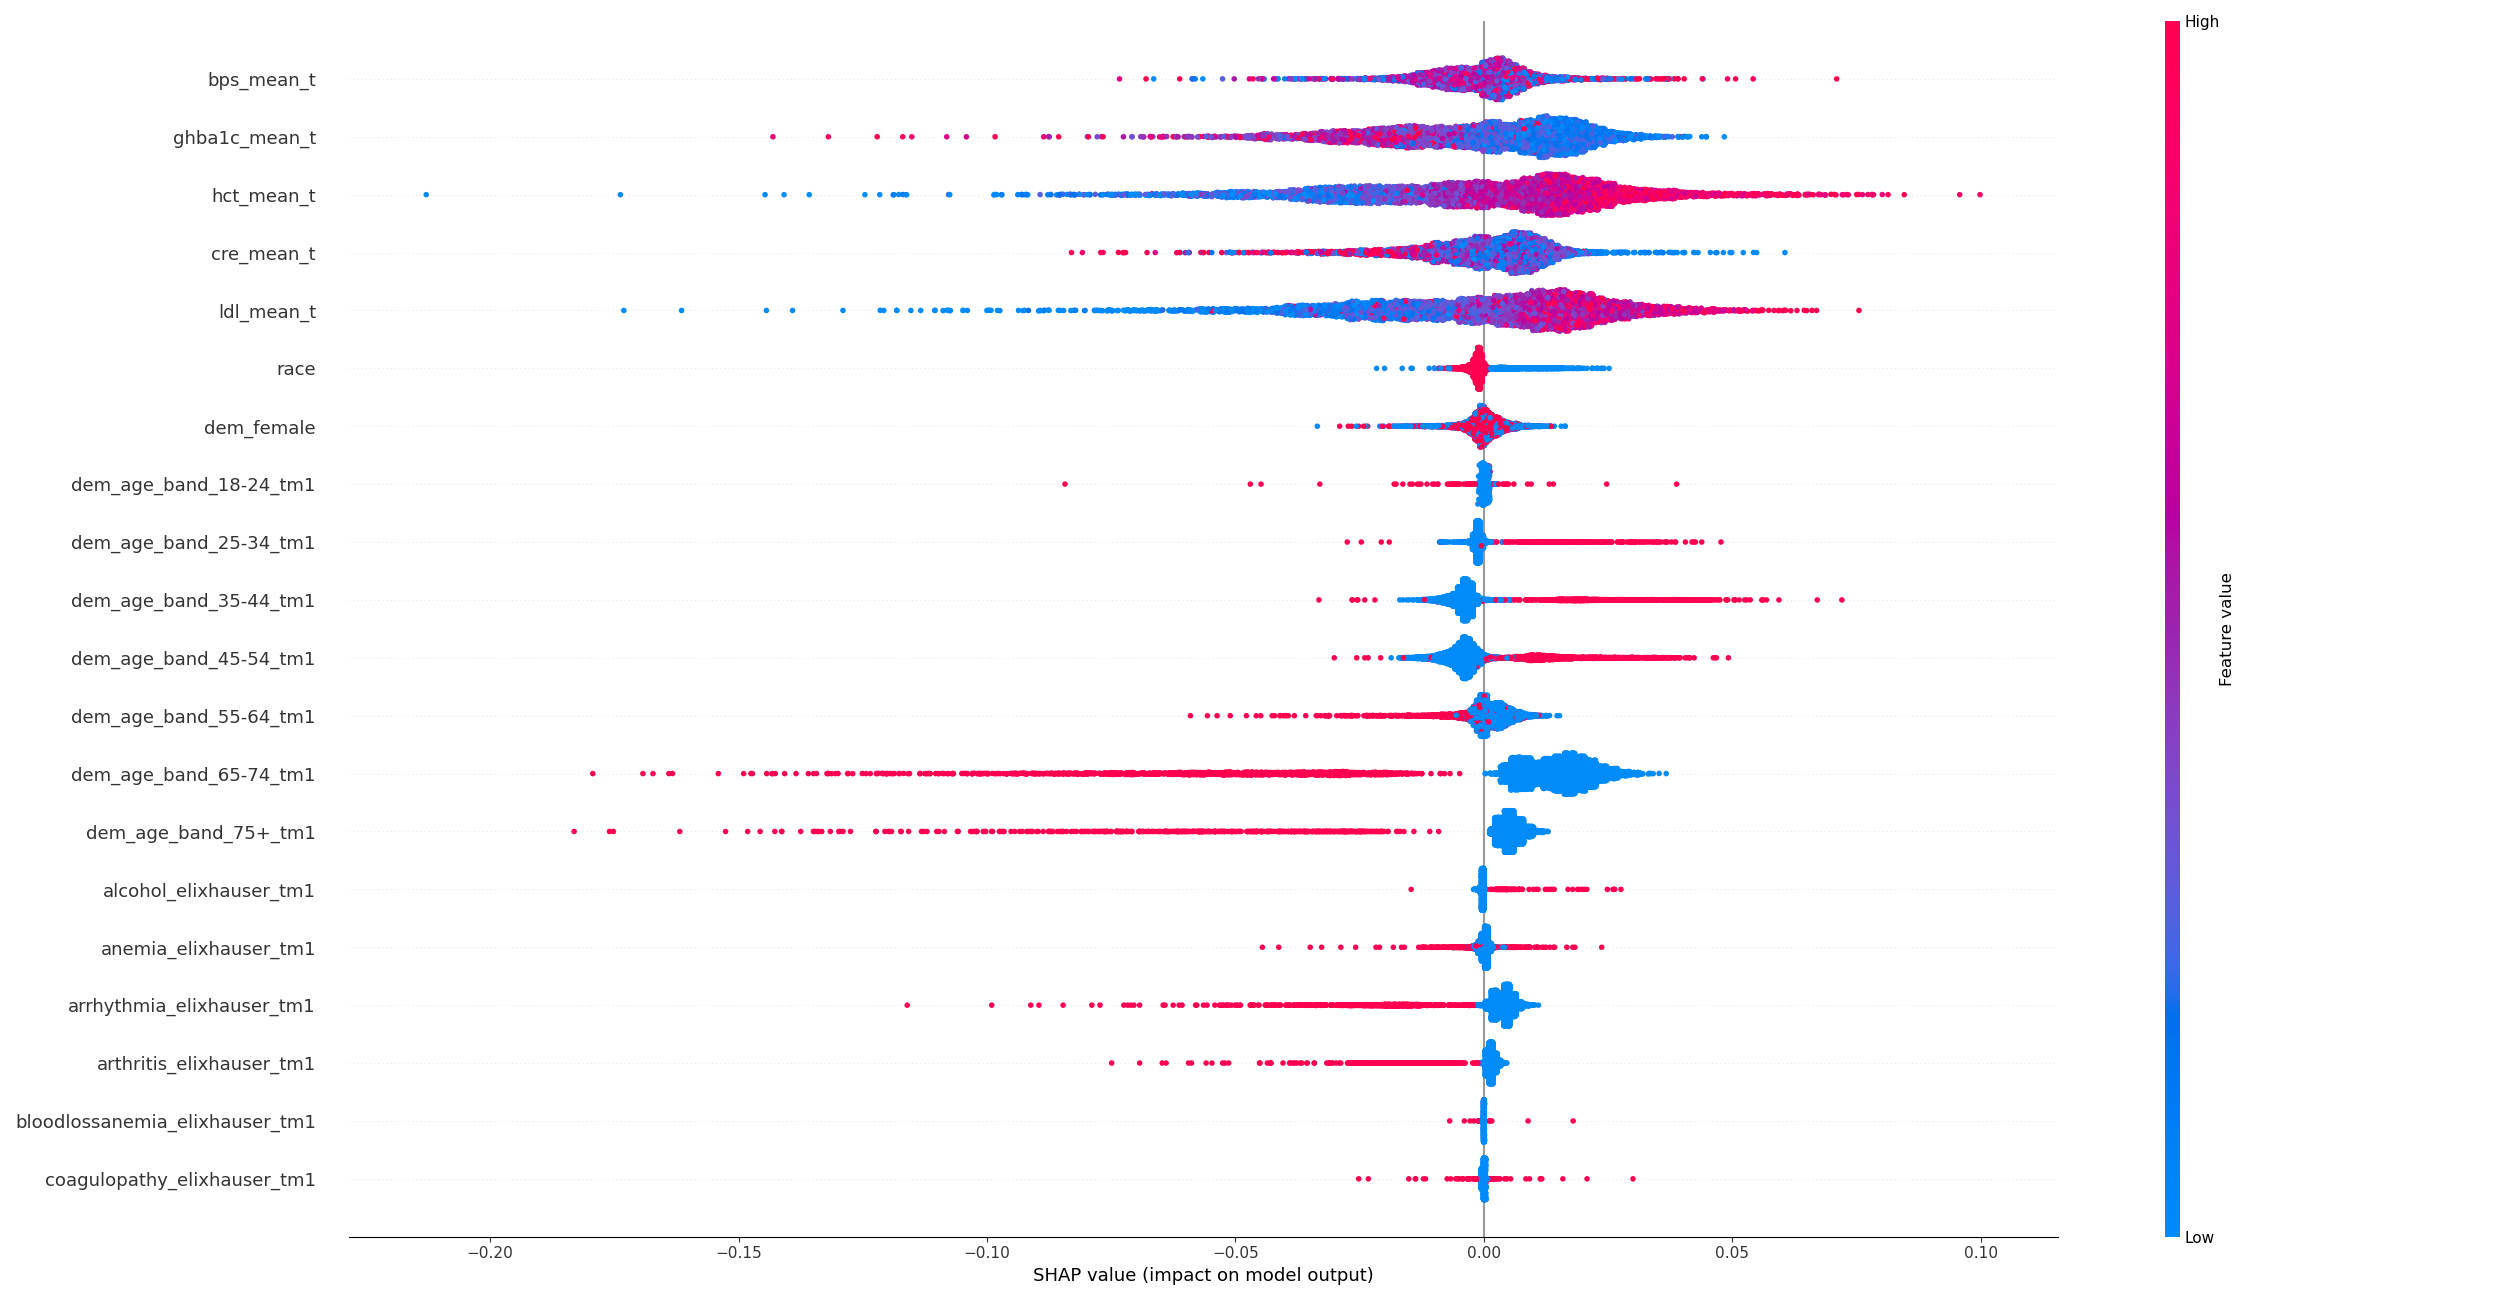 High
bps_mean_t
ghba1c_mean_t
hct_mean_t
cre_mean_t
ldl_mean_t
race
dem_female
dem_age_band_18-24_tm1
dem_age_band_25-34_tm1
dem_age_band_35-44_tm1
dem_age_band_45-54_tm1
dem_age_band_55-64_tm1
dem_age_band_65-74_tm1
dem_age_band_75+_tm1
alcohol_elixhauser_tm1
anemia_elixhauser_tm1
arrhythmia_elixhauser_tm1
arthritis_elixhauser_tm1
bloodlossanemia_elixhauser_tm1
coagulopathy_elixhauser_tm1
Feature value
Low
−0.20 −0.15 −0.10 −0.05 0.00 0.05 0.10
SHAP value (impact on model output)